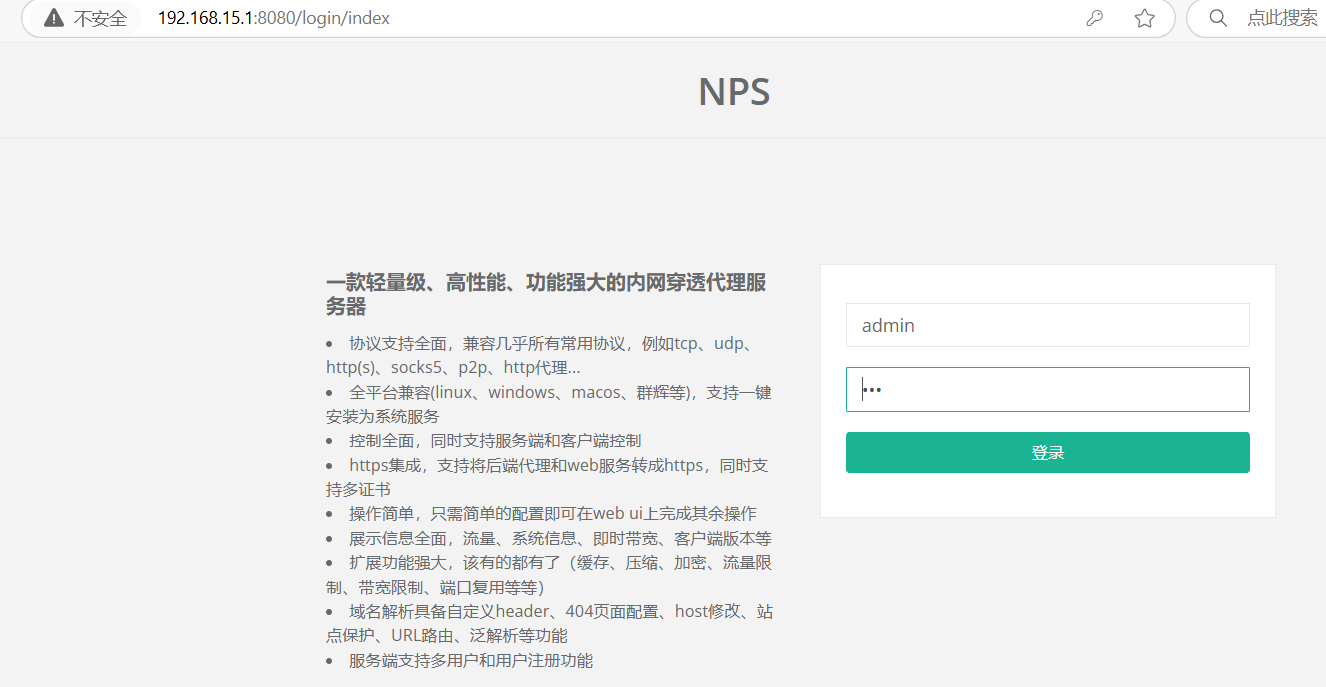 不安全 192.168.15.1:8080/login/index 点此搜索
NPS
一款轻量级、高性能、功能强大的内网穿透代理服
务器
• 协议支持全面，兼容几乎所有常用协议，例如tcp、udp、
http(s)、socks5、p2p、http代理...
• 全平台兼容(linux、windows、macos、群辉等)，支持一键
安装为系统服务
• 控制全面，同时支持服务端和客户端控制
• https集成，支持将后端代理和web服务转成https，同时支
持多证书
• 操作简单，只需简单的配置即可在web ui上完成其余操作
• 展示信息全面，流量、系统信息、即时带宽、客户端版本等
• 扩展功能强大，该有的都有了（缓存、压缩、加密、流量限
制、带宽限制、端口复用等等）
• 域名解析具备自定义header、404页面配置、host修改、站
点保护、URL路由、泛解析等功能
• 服务端支持多用户和用户注册功能
admin
•••
登录